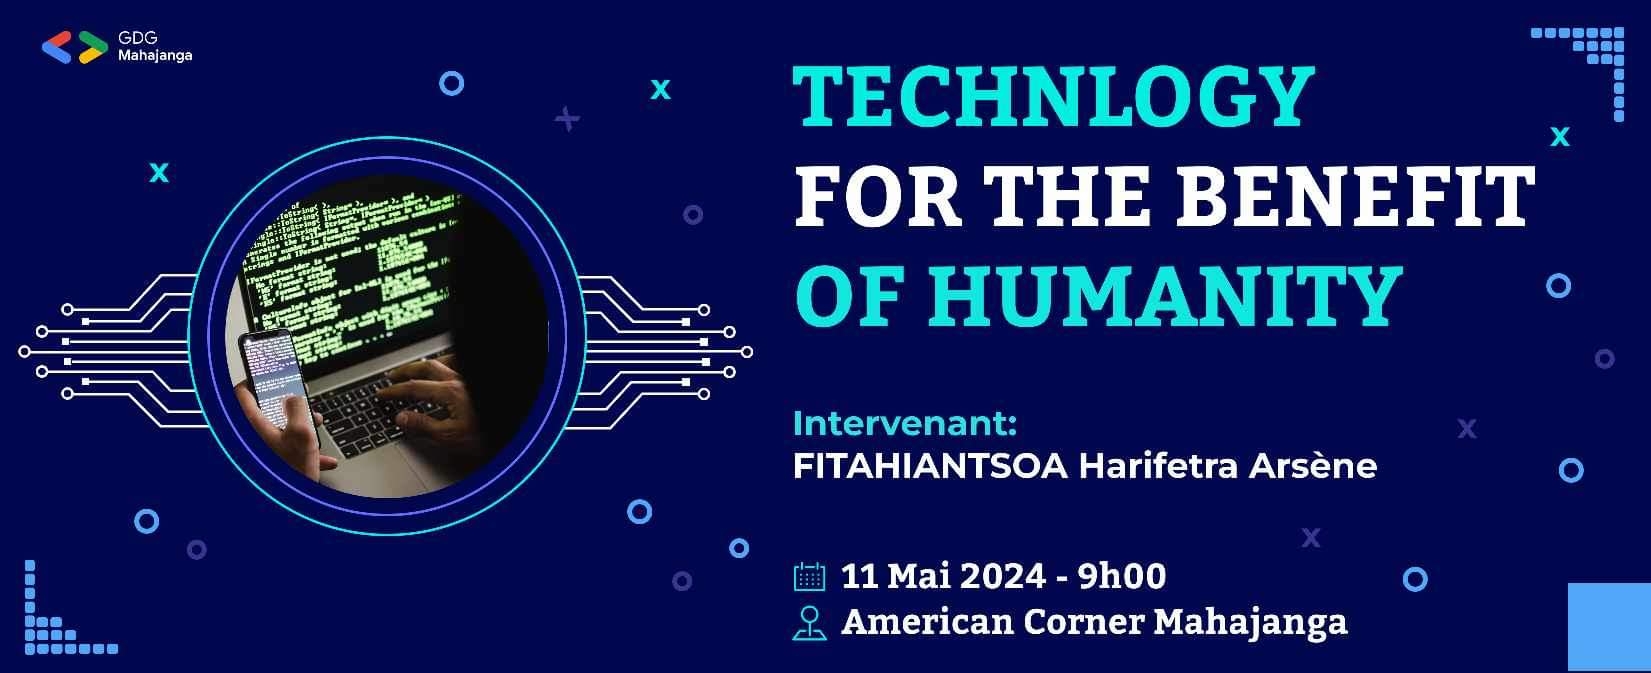 GDG
Mahajanga
TECHNLOGY
FOR THE BENEFIT
OF HUMANITY
Intervenant:
FITAHIANTSOA Harifetra Arsène
11 Mai 2024 - 9h00
American Corner Mahajanga